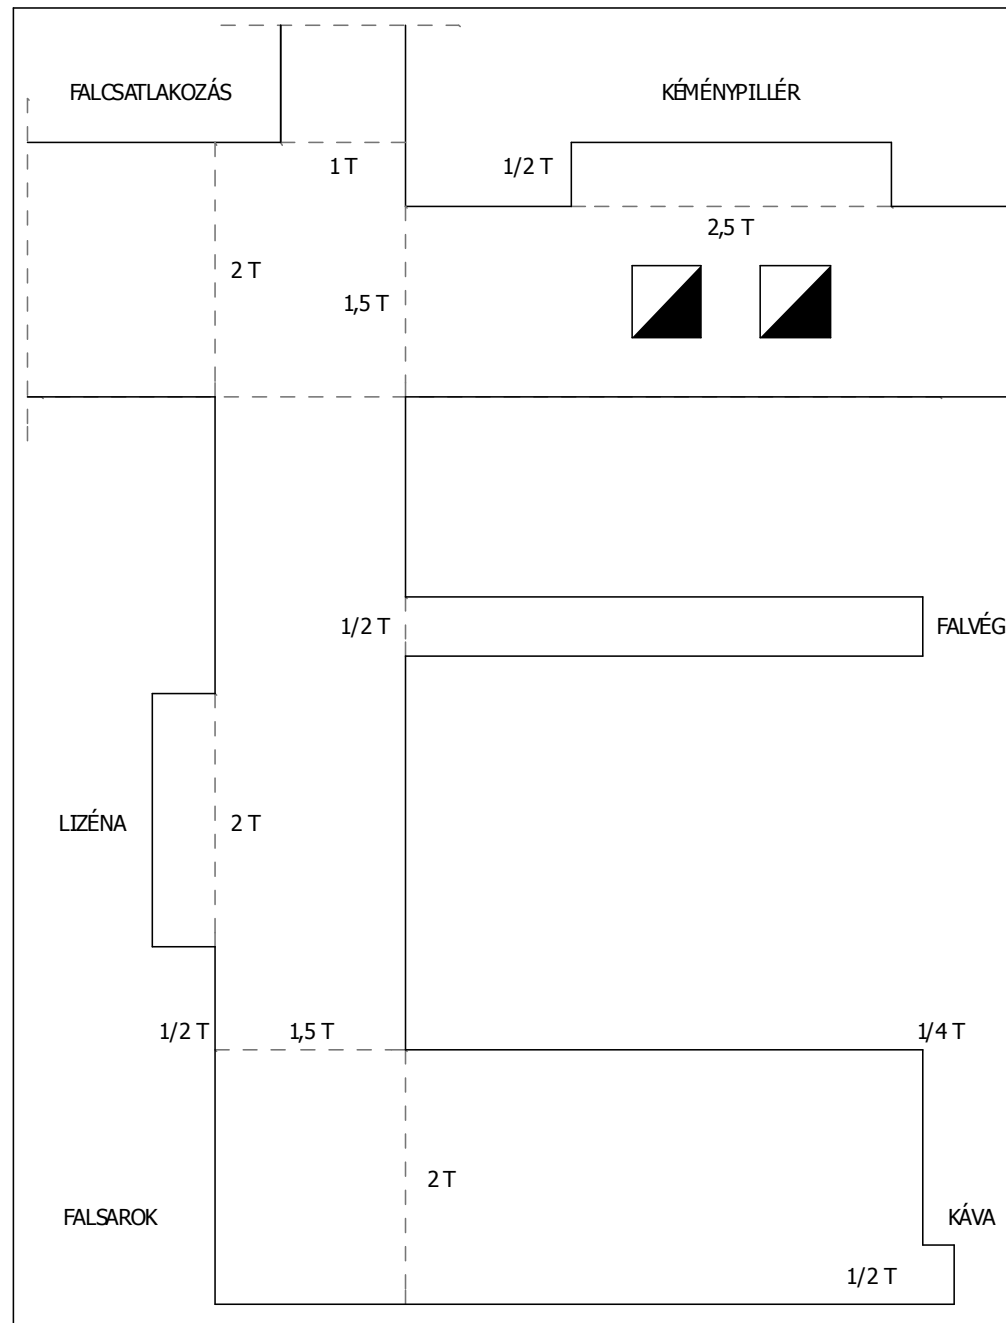 FALCSATLAKOZÁS
KÉMÉNYPILLÉR
1 T
1/2 T
2,5 T
2 T
1,5 T
1/2 T
FALVÉG
LIZÉNA
2 T
1/2 T
1,5 T
1/4 T
2 T
FALSAROK
KÁVA
1/2 T